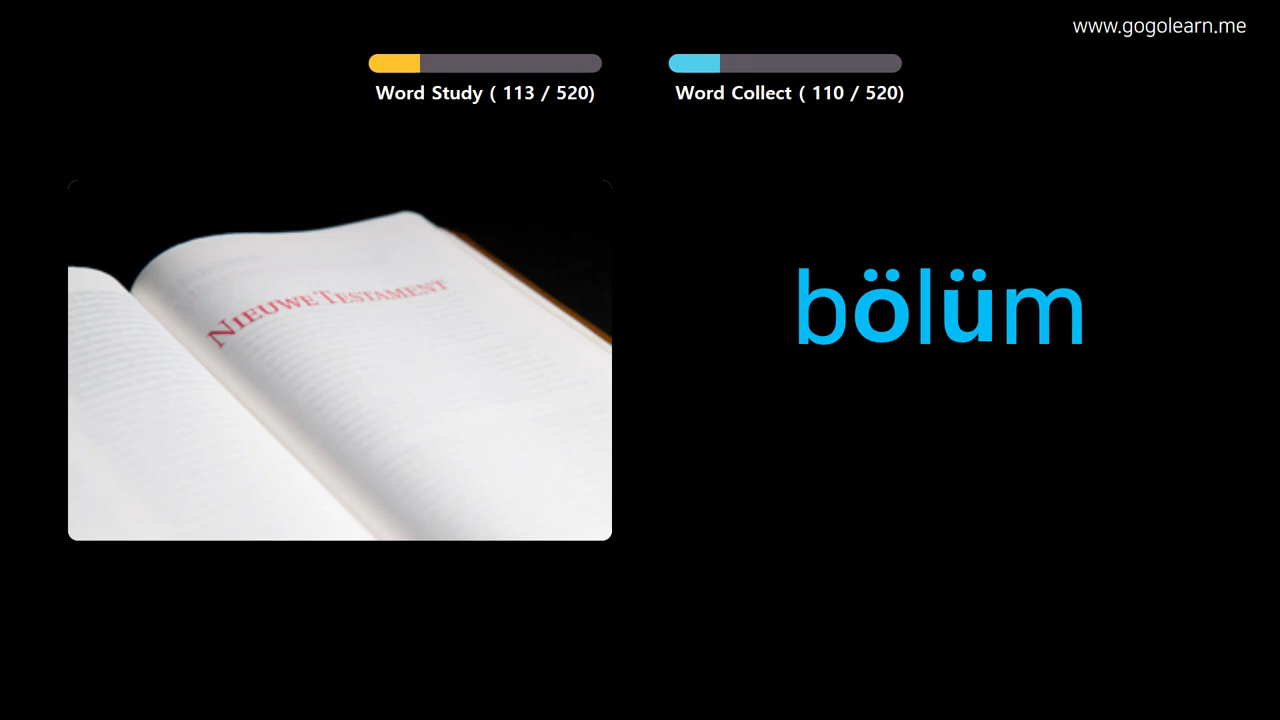 www.gogolearn.me
Word Study ( 113 / 520)
Word Collect ( 110 / 520)
NIEUWE TESTAMENT
bölüm